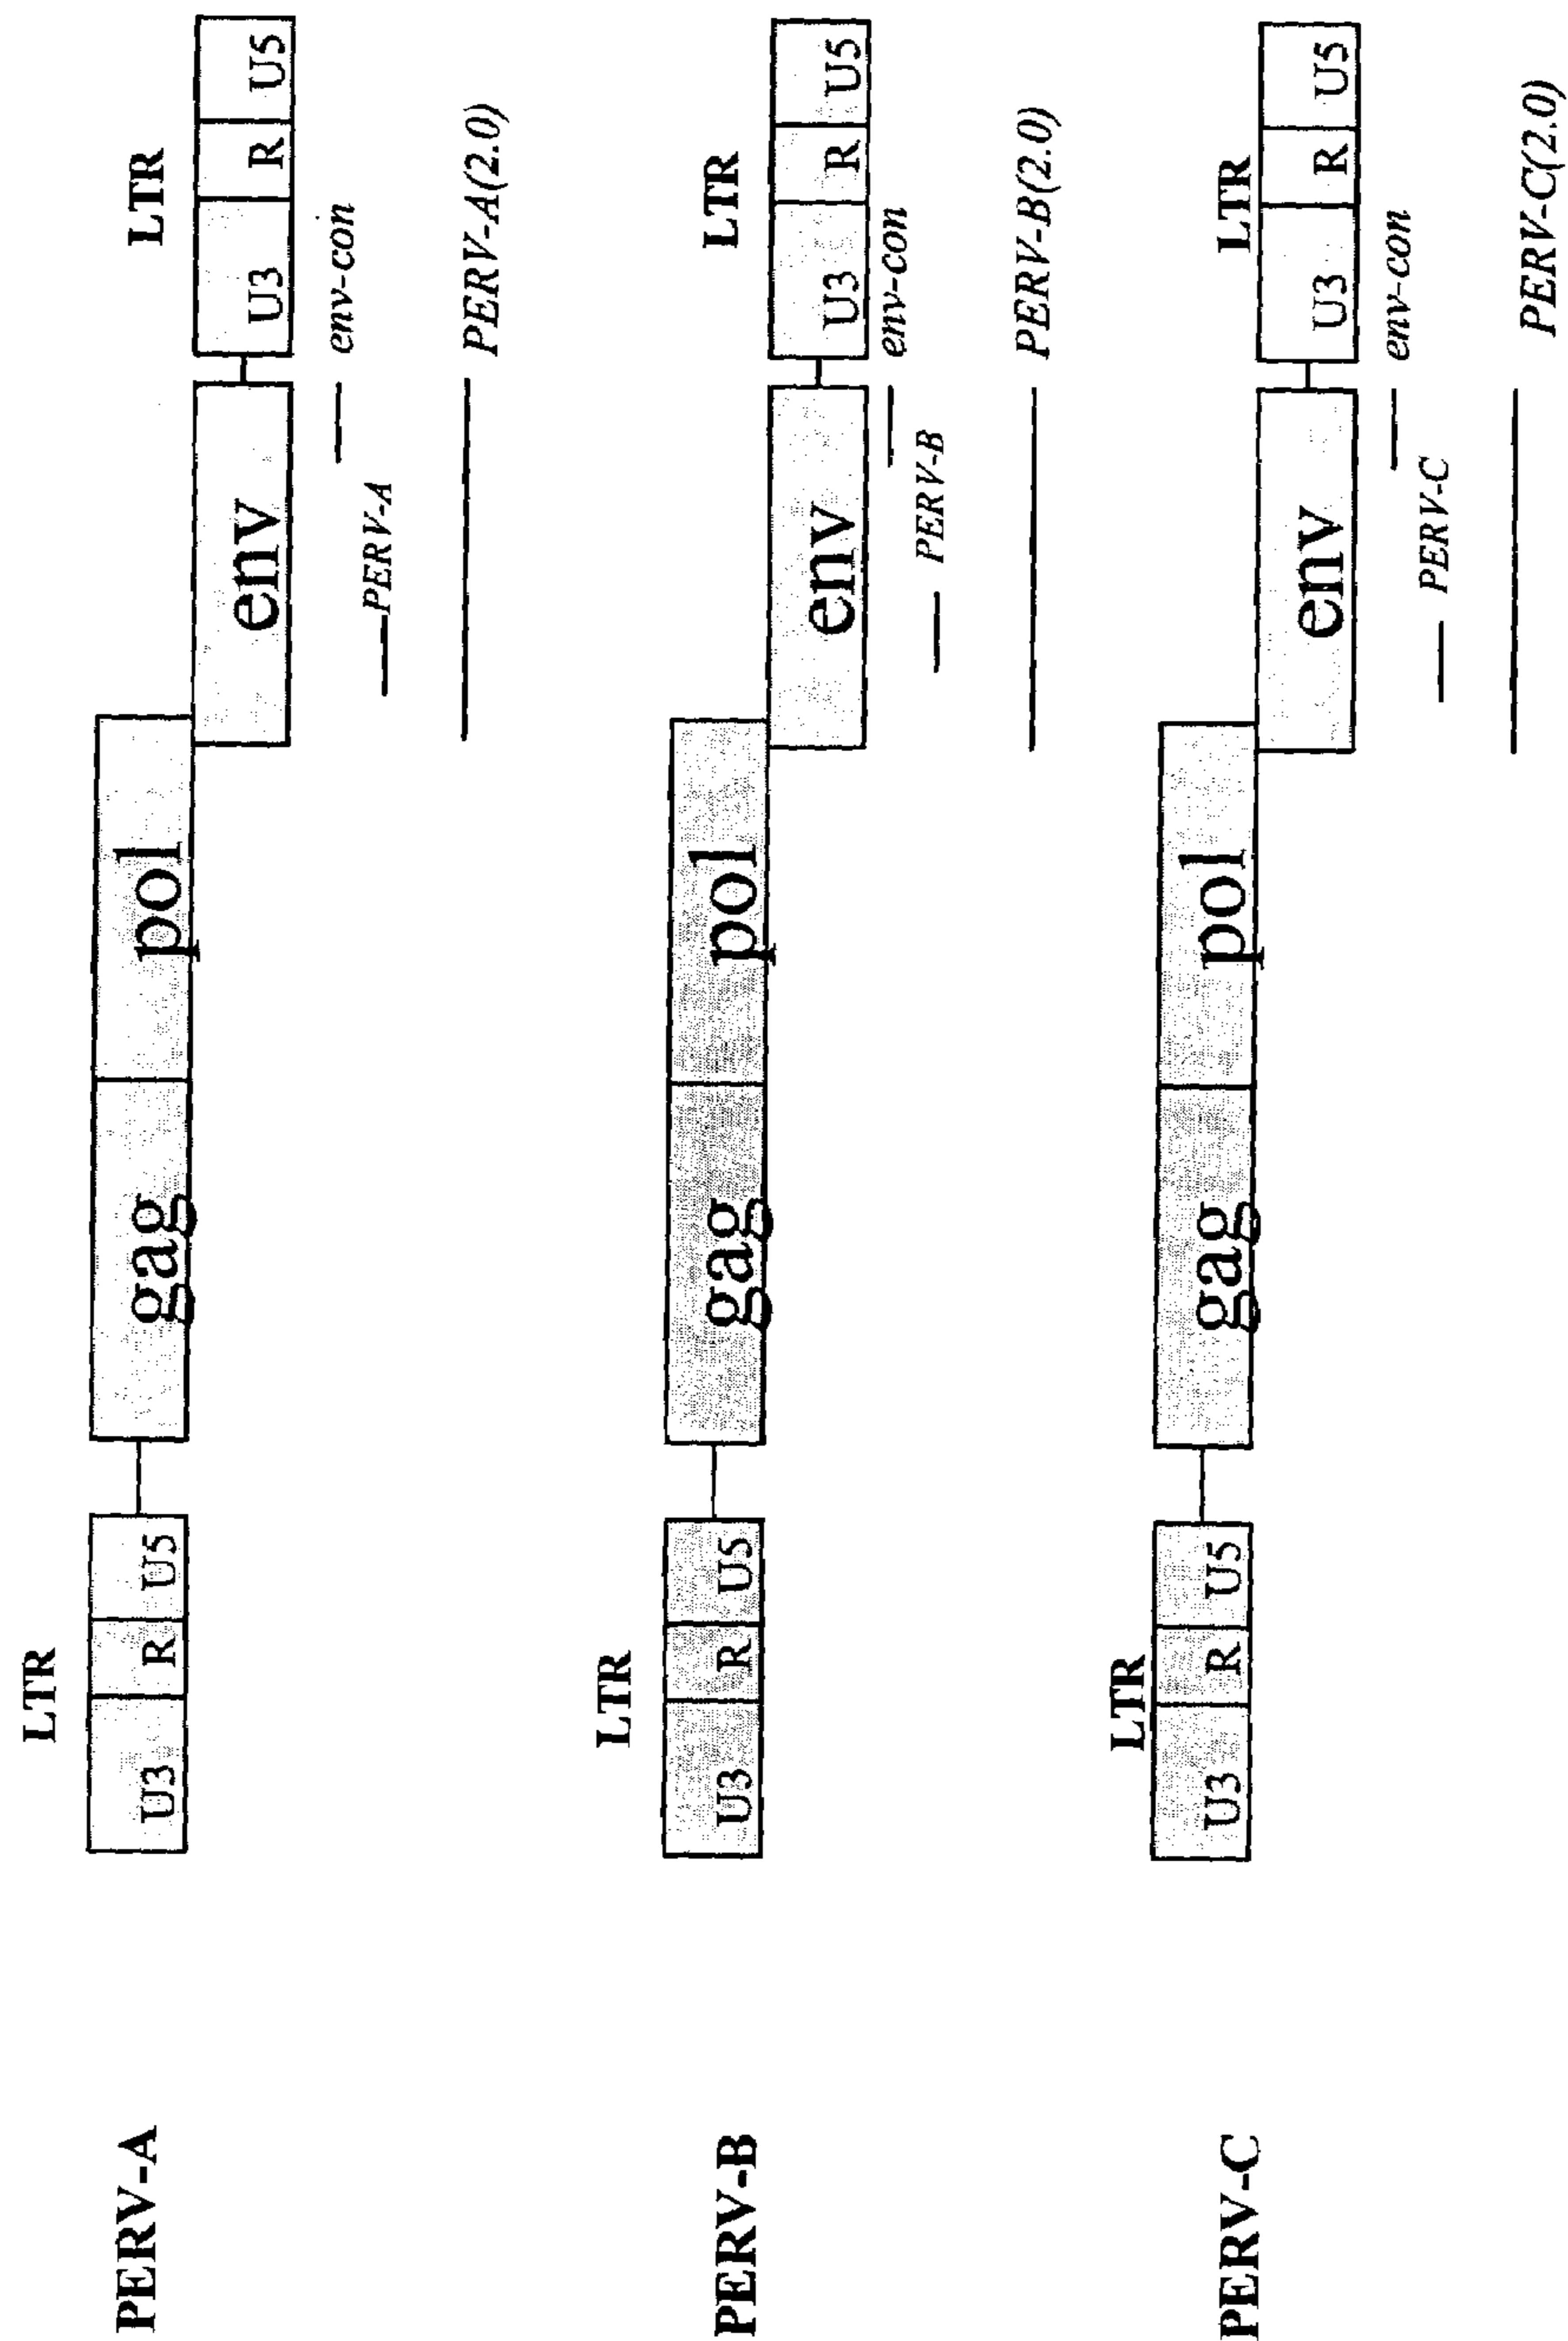 PERV-A
LTR
LTR
U3 R U5
gag pol
env
U3 R U5
env-con
PERV-A
PERV-A(2.0)
PERV-B
LTR
LTR
U3 R U5
gag pol
env
U3 R U5
env-con
PERV-B
PERV-B(2.0)
PERV-C
LTR
LTR
U3 R U5
gag pol
env
U3 R U5
env-con
PERV-C
PERV-C(2.0)